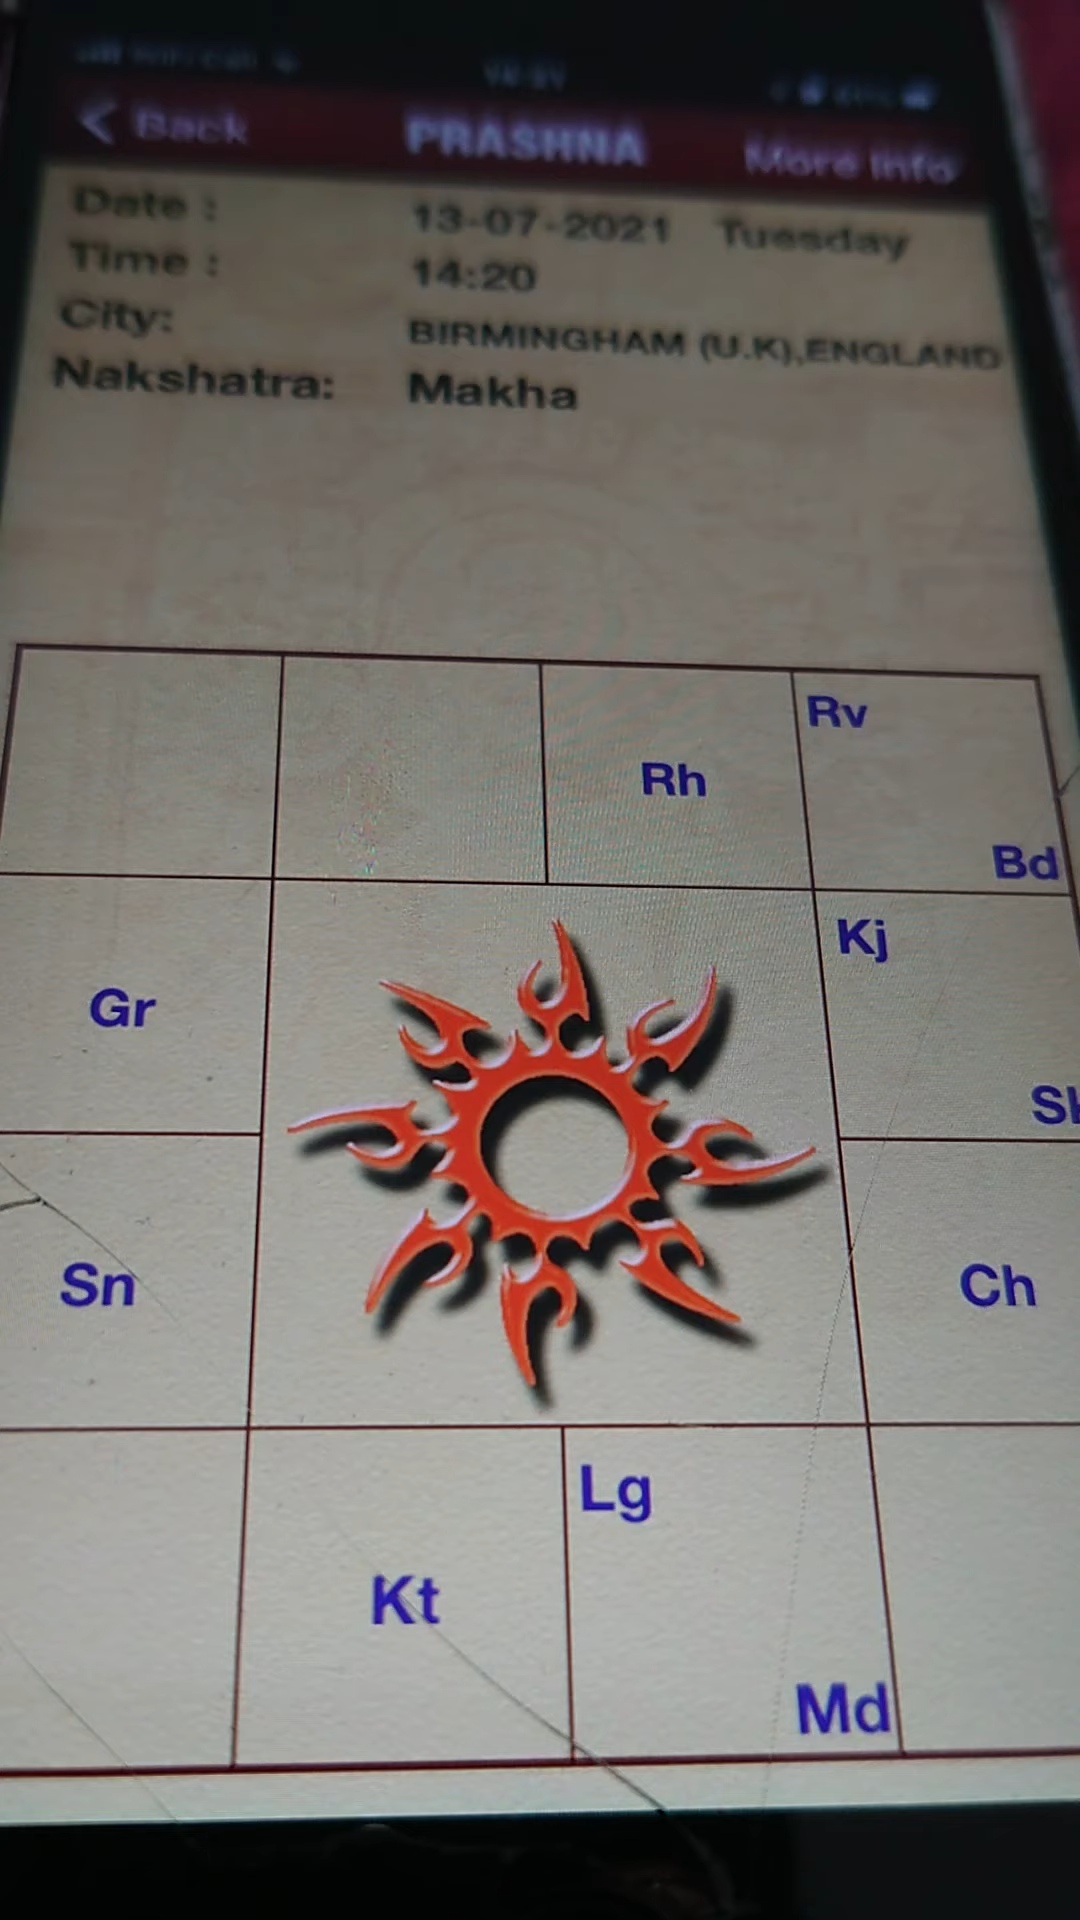 Back PRASHNA More Info
Date : 13-07-2021 Tuesday
Time : 14:20
City: BIRMINGHAM (U.K),ENGLAND
Nakshatra: Makha
Rv
Rh
Bd
Kj
Gr
Sn
Ch
Lg
Kt
Md